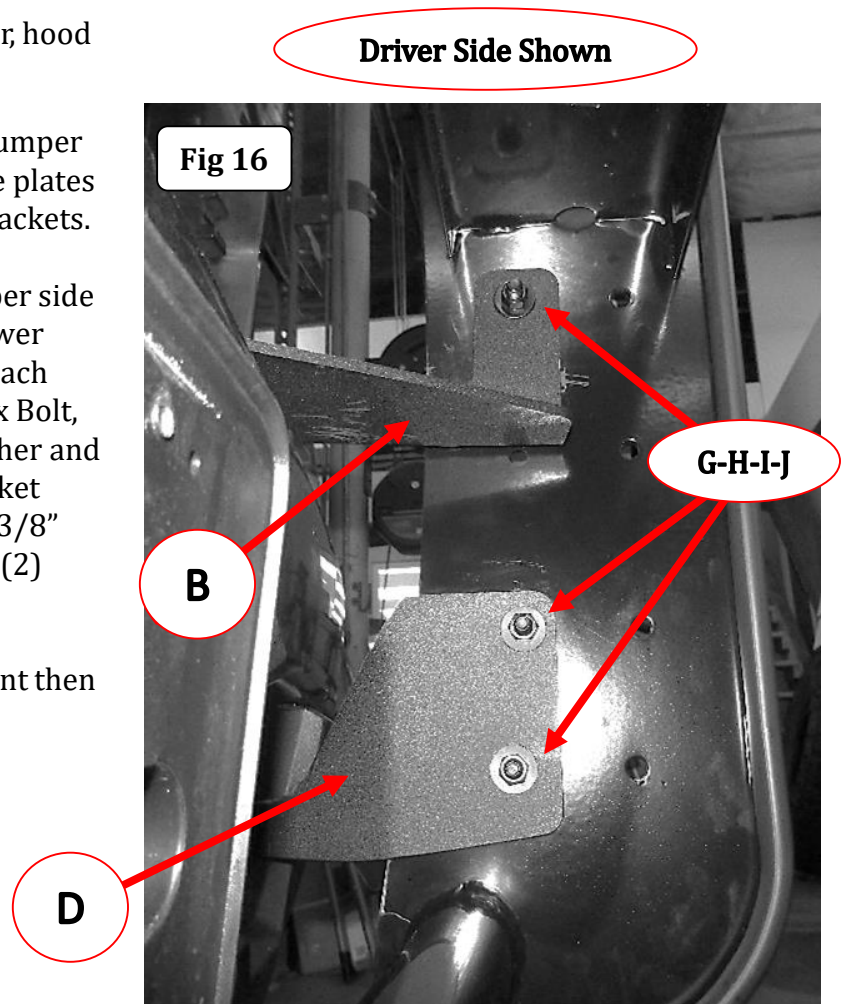 r, hood
umper
e plates
ackets.
per side
wer
ach
x Bolt,
her and
ket
3/8”
(2)
nt then
Driver Side Shown
Fig 16
G-H-I-J
B
D